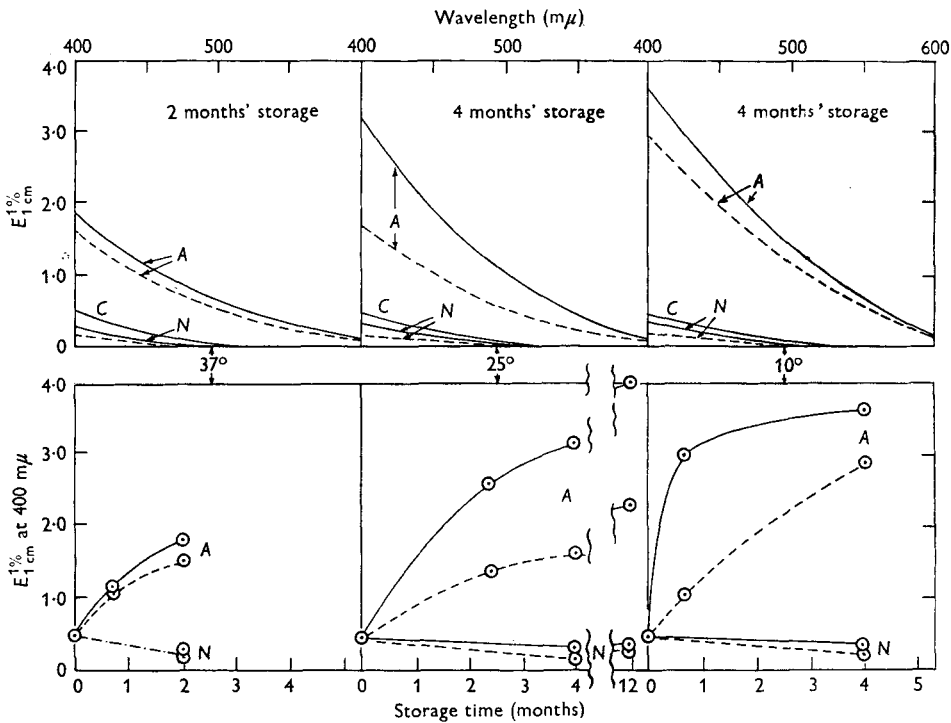 Wavelength (mμ)
400 500 400 500 400 500 600
4·0
3·0
2·0
1·0
0
E 1% 1 cm
2 months' storage
4 months' storage
4 months' storage
A
C
N
A
C
N
A
C
N
37°
25°
10°
4·0
3·0
2·0
1·0
0
E 1% 1 cm at 400 mμ
A
N
A
N
A
N
0 1 2 3 0 1 2 3 4 12 0 1 2 3 4 5
Storage time (months)